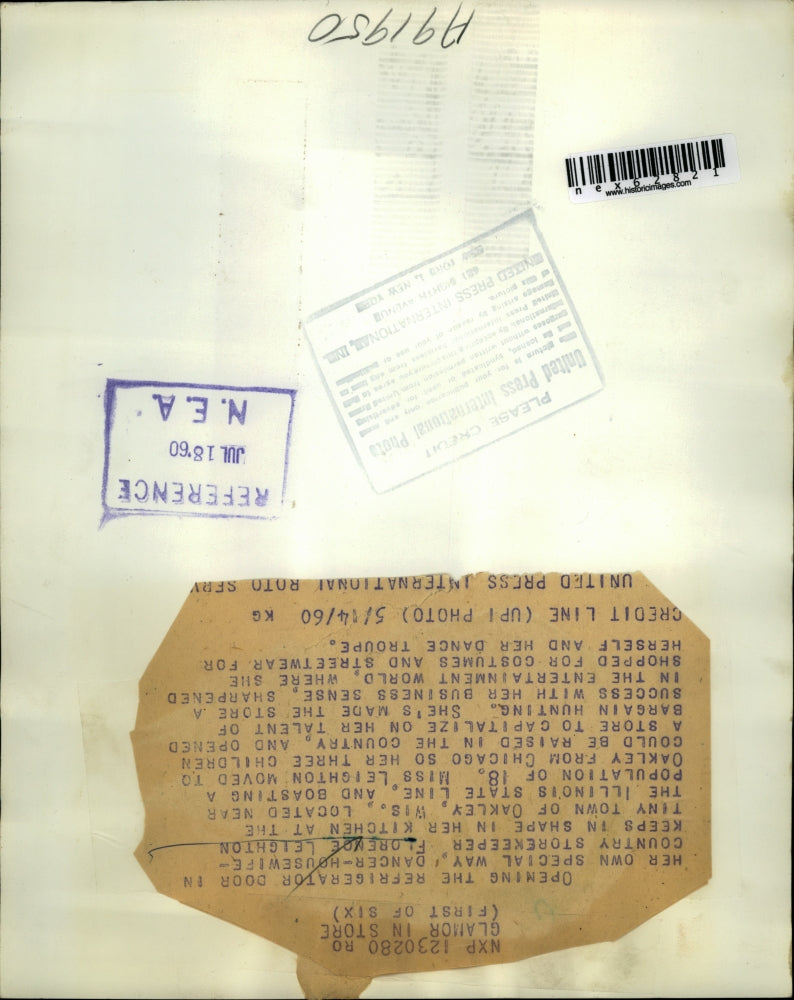 NXP 1230280 RO
GLAMOR IN STORE
(FIRST OF SIX)
OPENING THE REFRIGERATOR DOOR IN
HER OWN SPECIAL WAY, DANCER-HOUSEWIFE-
COUNTRY STOREKEEPER FLORENCE LEIGHTON
KEEPS IN SHAPE IN HER KITCHEN AT THE
TINY TOWN OF OAKLEY, WIS., LOCATED NEAR
THE ILLINOIS STATE LINE, AND BOASTING A
POPULATION OF 18. MISS LEIGHTON MOVED TO
OAKLEY FROM CHICAGO SO HER THREE CHILDREN
COULD BE RAISED IN THE COUNTRY, AND OPENED
A STORE TO CAPITALIZE ON HER TALENT OF
BARGAIN HUNTING. SHE'S MADE THE STORE A
SUCCESS WITH HER BUSINESS SENSE, SHARPENED
IN THE ENTERTAINMENT WORLD, WHERE SHE
SHOPPED FOR COSTUMES AND STREETWEAR FOR
HERSELF AND HER DANCE TROUPE.
CREDIT LINE (UPI PHOTO) 5/14/60 KG
UNITED PRESS INTERNATIONAL ROTO SERV
REFERENCE
JUL 18 '60
N.E.A.
PLEASE CREDIT
United Press International Photo
UNITED PRESS INTERNATIONAL, INC.
461 EIGHTH AVENUE
NEW YORK 1, NEW YORK
nex62821
www.historicimages.com
A91950